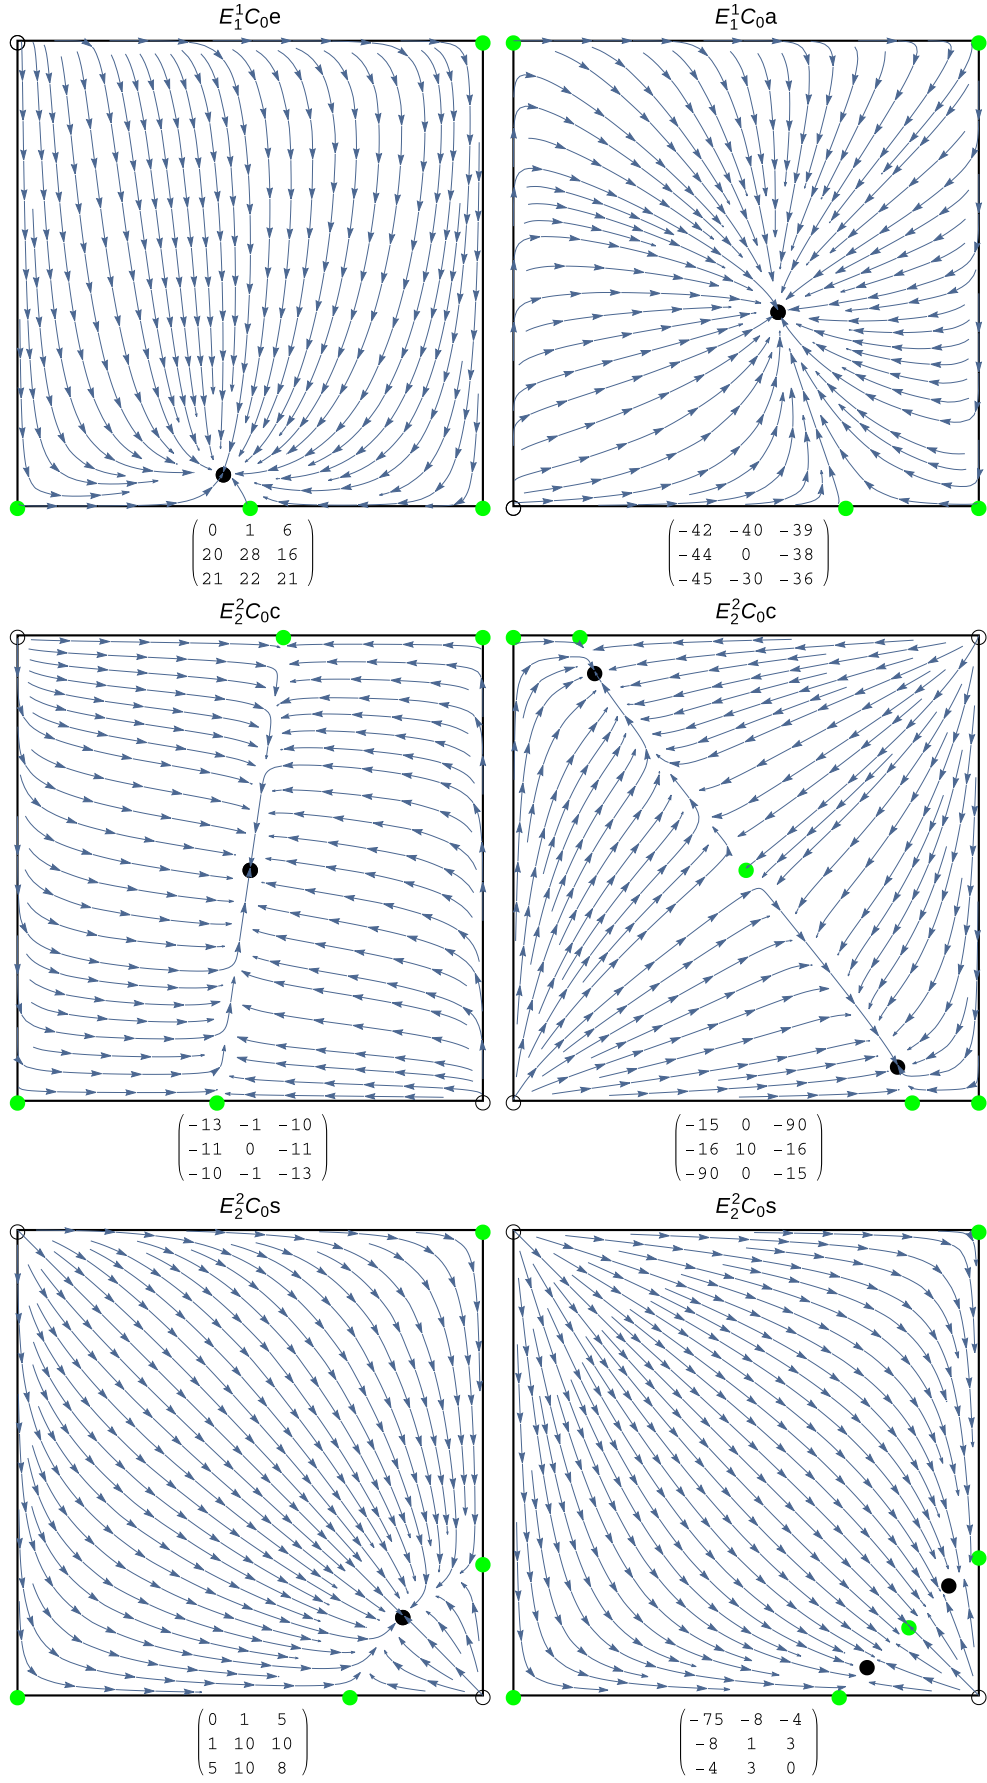 E₁¹C₀e
E₁¹C₀a
0 1 6
20 28 16
21 22 21
-42 -40 -39
-44 0 -38
-45 -30 -36
E₂²C₀c
E₂²C₀c
-13 -1 -10
-11 0 -11
-10 -1 -13
-15 0 -90
-16 10 -16
-90 0 -15
E₂²C₀s
E₂²C₀s
0 1 5
1 10 10
5 10 8
-75 -8 -4
-8 1 3
-4 3 0